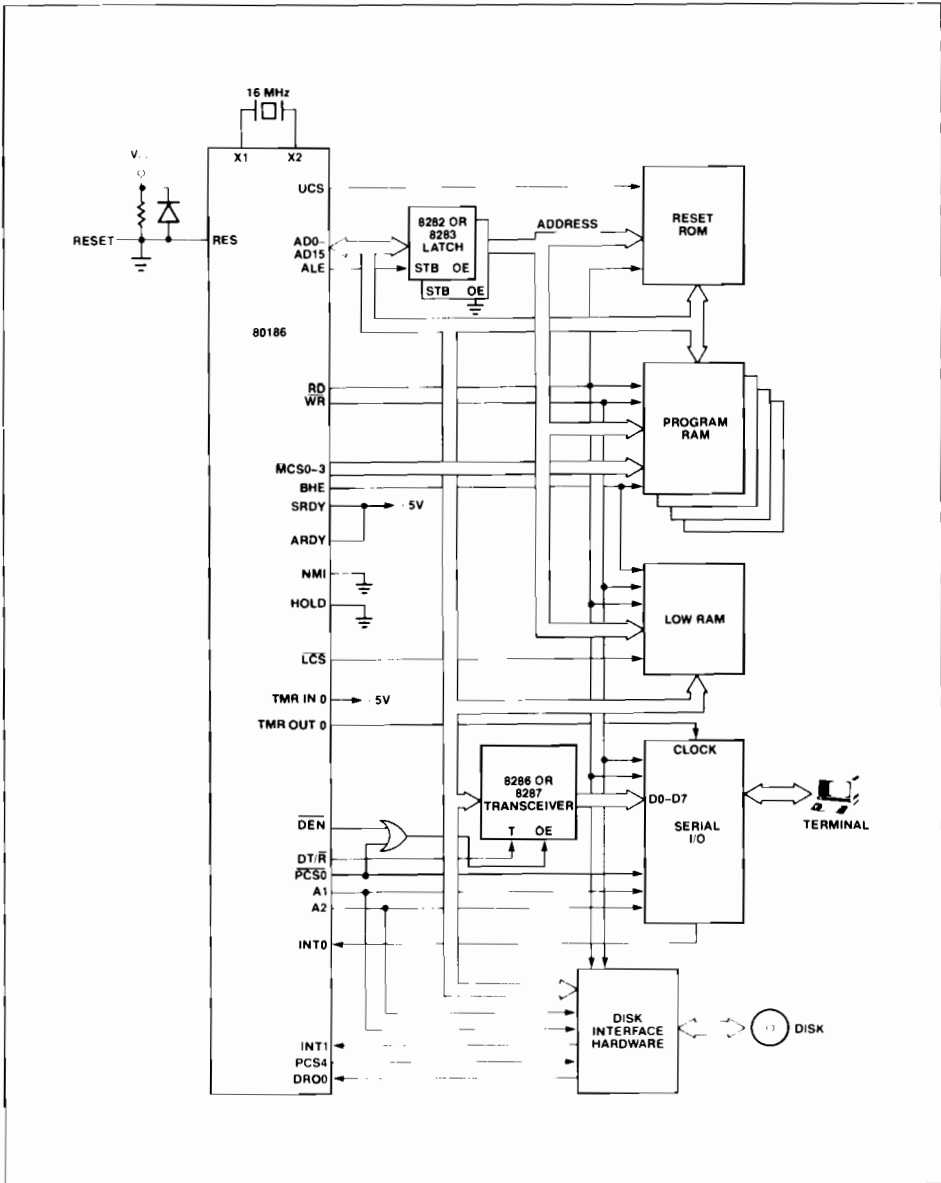 16 MHz
X1 X2
V
UCS
RESET
RES
AD0-
AD15
ALE
8282 OR
8283
LATCH
STB OE
STB OE
ADDRESS
RESET
ROM
80186
RD
WR
PROGRAM
RAM
MCS0-3
BHE
SRDY
5V
ARDY
NMI
HOLD
LOW RAM
LCS
TMR IN 0
5V
TMR OUT 0
CLOCK
8286 OR
8287
TRANSCEIVER
T OE
D0-D7
SERIAL
I/O
TERMINAL
DEN
DT/R
PCS0
A1
A2
INT0
DISK
INTERFACE
HARDWARE
DISK
INT1
PCS4
DRO0